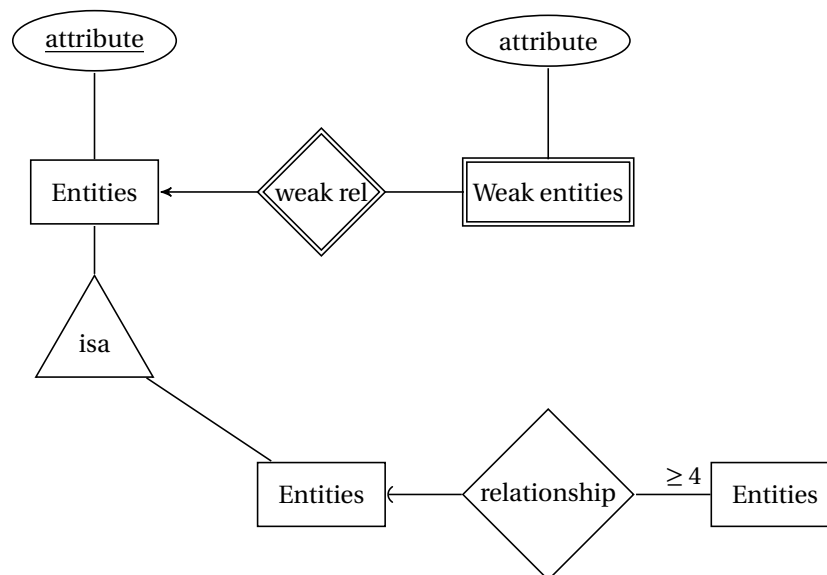 attribute
attribute
Entities
weak rel
Weak entities
isa
Entities
relationship
≥ 4
Entities